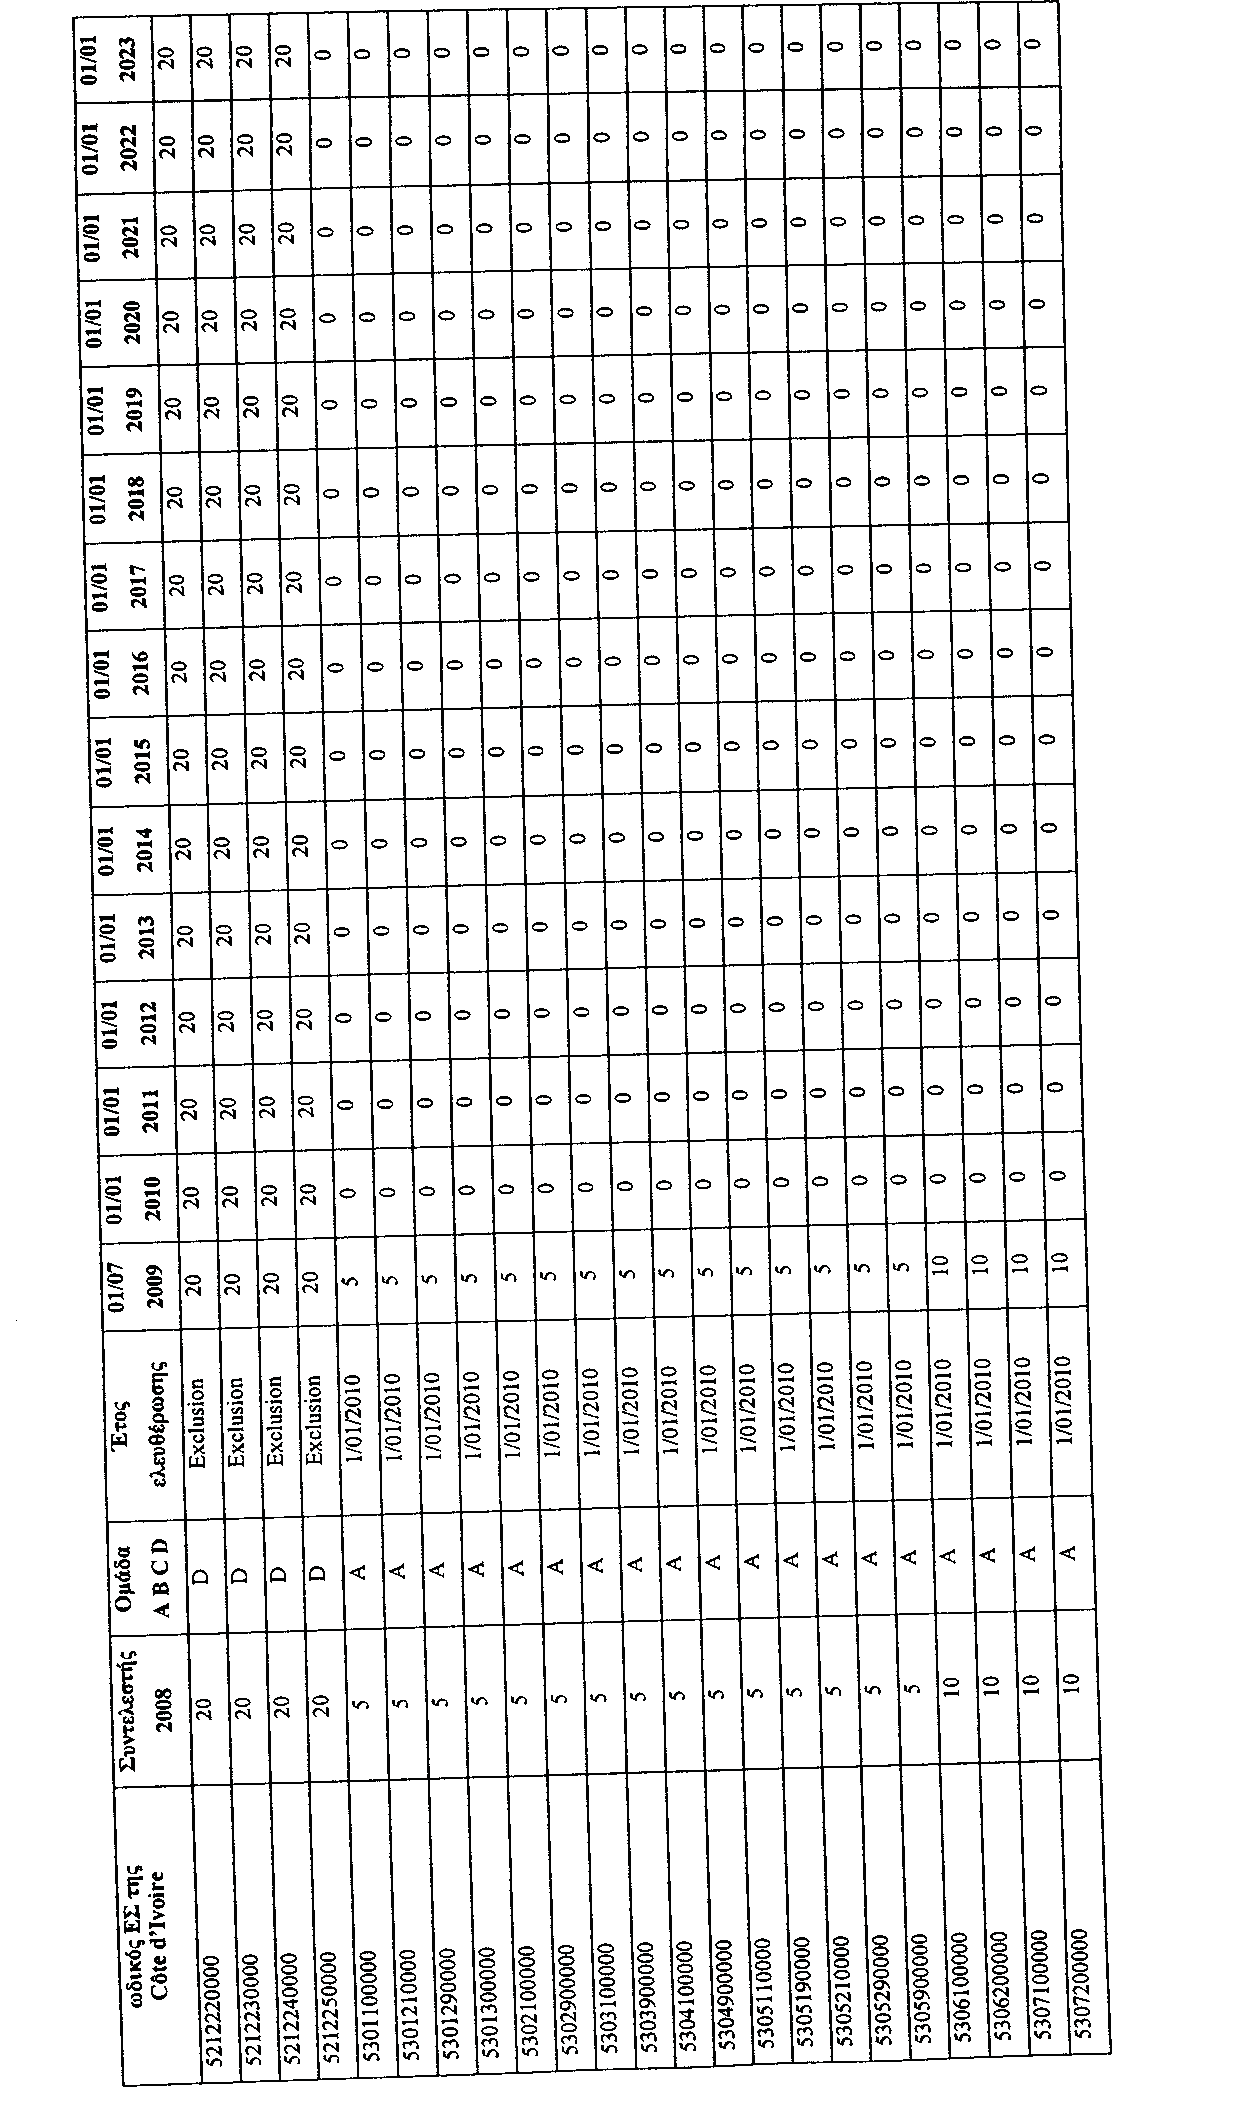 ωδικός ΕΣ της Côte d'Ivoire Συντελεστής 2008 Ομάδα A B C D Έτος ελευθέρωσης 01/07 2009 01/01 2010 01/01 2011 01/01 2012 01/01 2013 01/01 2014 01/01 2015 01/01 2016 01/01 2017 01/01 2018 01/01 2019 01/01 2020 01/01 2021 01/01 2022 01/01 2023
5212220000 20 D Exclusion 20 20 20 20 20 20 20 20 20 20 20 20 20 20 20
5212230000 20 D Exclusion 20 20 20 20 20 20 20 20 20 20 20 20 20 20 20
5212240000 20 D Exclusion 20 20 20 20 20 20 20 20 20 20 20 20 20 20 20
5212250000 20 D Exclusion 20 20 20 20 20 20 20 20 20 20 20 20 20 20 20
5301100000 5 A 1/01/2010 5 0 0 0 0 0 0 0 0 0 0 0 0 0 0
5301210000 5 A 1/01/2010 5 0 0 0 0 0 0 0 0 0 0 0 0 0 0
5301290000 5 A 1/01/2010 5 0 0 0 0 0 0 0 0 0 0 0 0 0 0
5301300000 5 A 1/01/2010 5 0 0 0 0 0 0 0 0 0 0 0 0 0 0
5302100000 5 A 1/01/2010 5 0 0 0 0 0 0 0 0 0 0 0 0 0 0
5302900000 5 A 1/01/2010 5 0 0 0 0 0 0 0 0 0 0 0 0 0 0
5303100000 5 A 1/01/2010 5 0 0 0 0 0 0 0 0 0 0 0 0 0 0
5303900000 5 A 1/01/2010 5 0 0 0 0 0 0 0 0 0 0 0 0 0 0
5304100000 5 A 1/01/2010 5 0 0 0 0 0 0 0 0 0 0 0 0 0 0
5304900000 5 A 1/01/2010 5 0 0 0 0 0 0 0 0 0 0 0 0 0 0
5305110000 5 A 1/01/2010 5 0 0 0 0 0 0 0 0 0 0 0 0 0 0
5305190000 5 A 1/01/2010 5 0 0 0 0 0 0 0 0 0 0 0 0 0 0
5305210000 5 A 1/01/2010 5 0 0 0 0 0 0 0 0 0 0 0 0 0 0
5305290000 5 A 1/01/2010 5 0 0 0 0 0 0 0 0 0 0 0 0 0 0
5305900000 5 A 1/01/2010 5 0 0 0 0 0 0 0 0 0 0 0 0 0 0
5306100000 10 A 1/01/2010 10 0 0 0 0 0 0 0 0 0 0 0 0 0 0
5306200000 10 A 1/01/2010 10 0 0 0 0 0 0 0 0 0 0 0 0 0 0
5307100000 10 A 1/01/2010 10 0 0 0 0 0 0 0 0 0 0 0 0 0 0
5307200000 10 A 1/01/2010 10 0 0 0 0 0 0 0 0 0 0 0 0 0 0